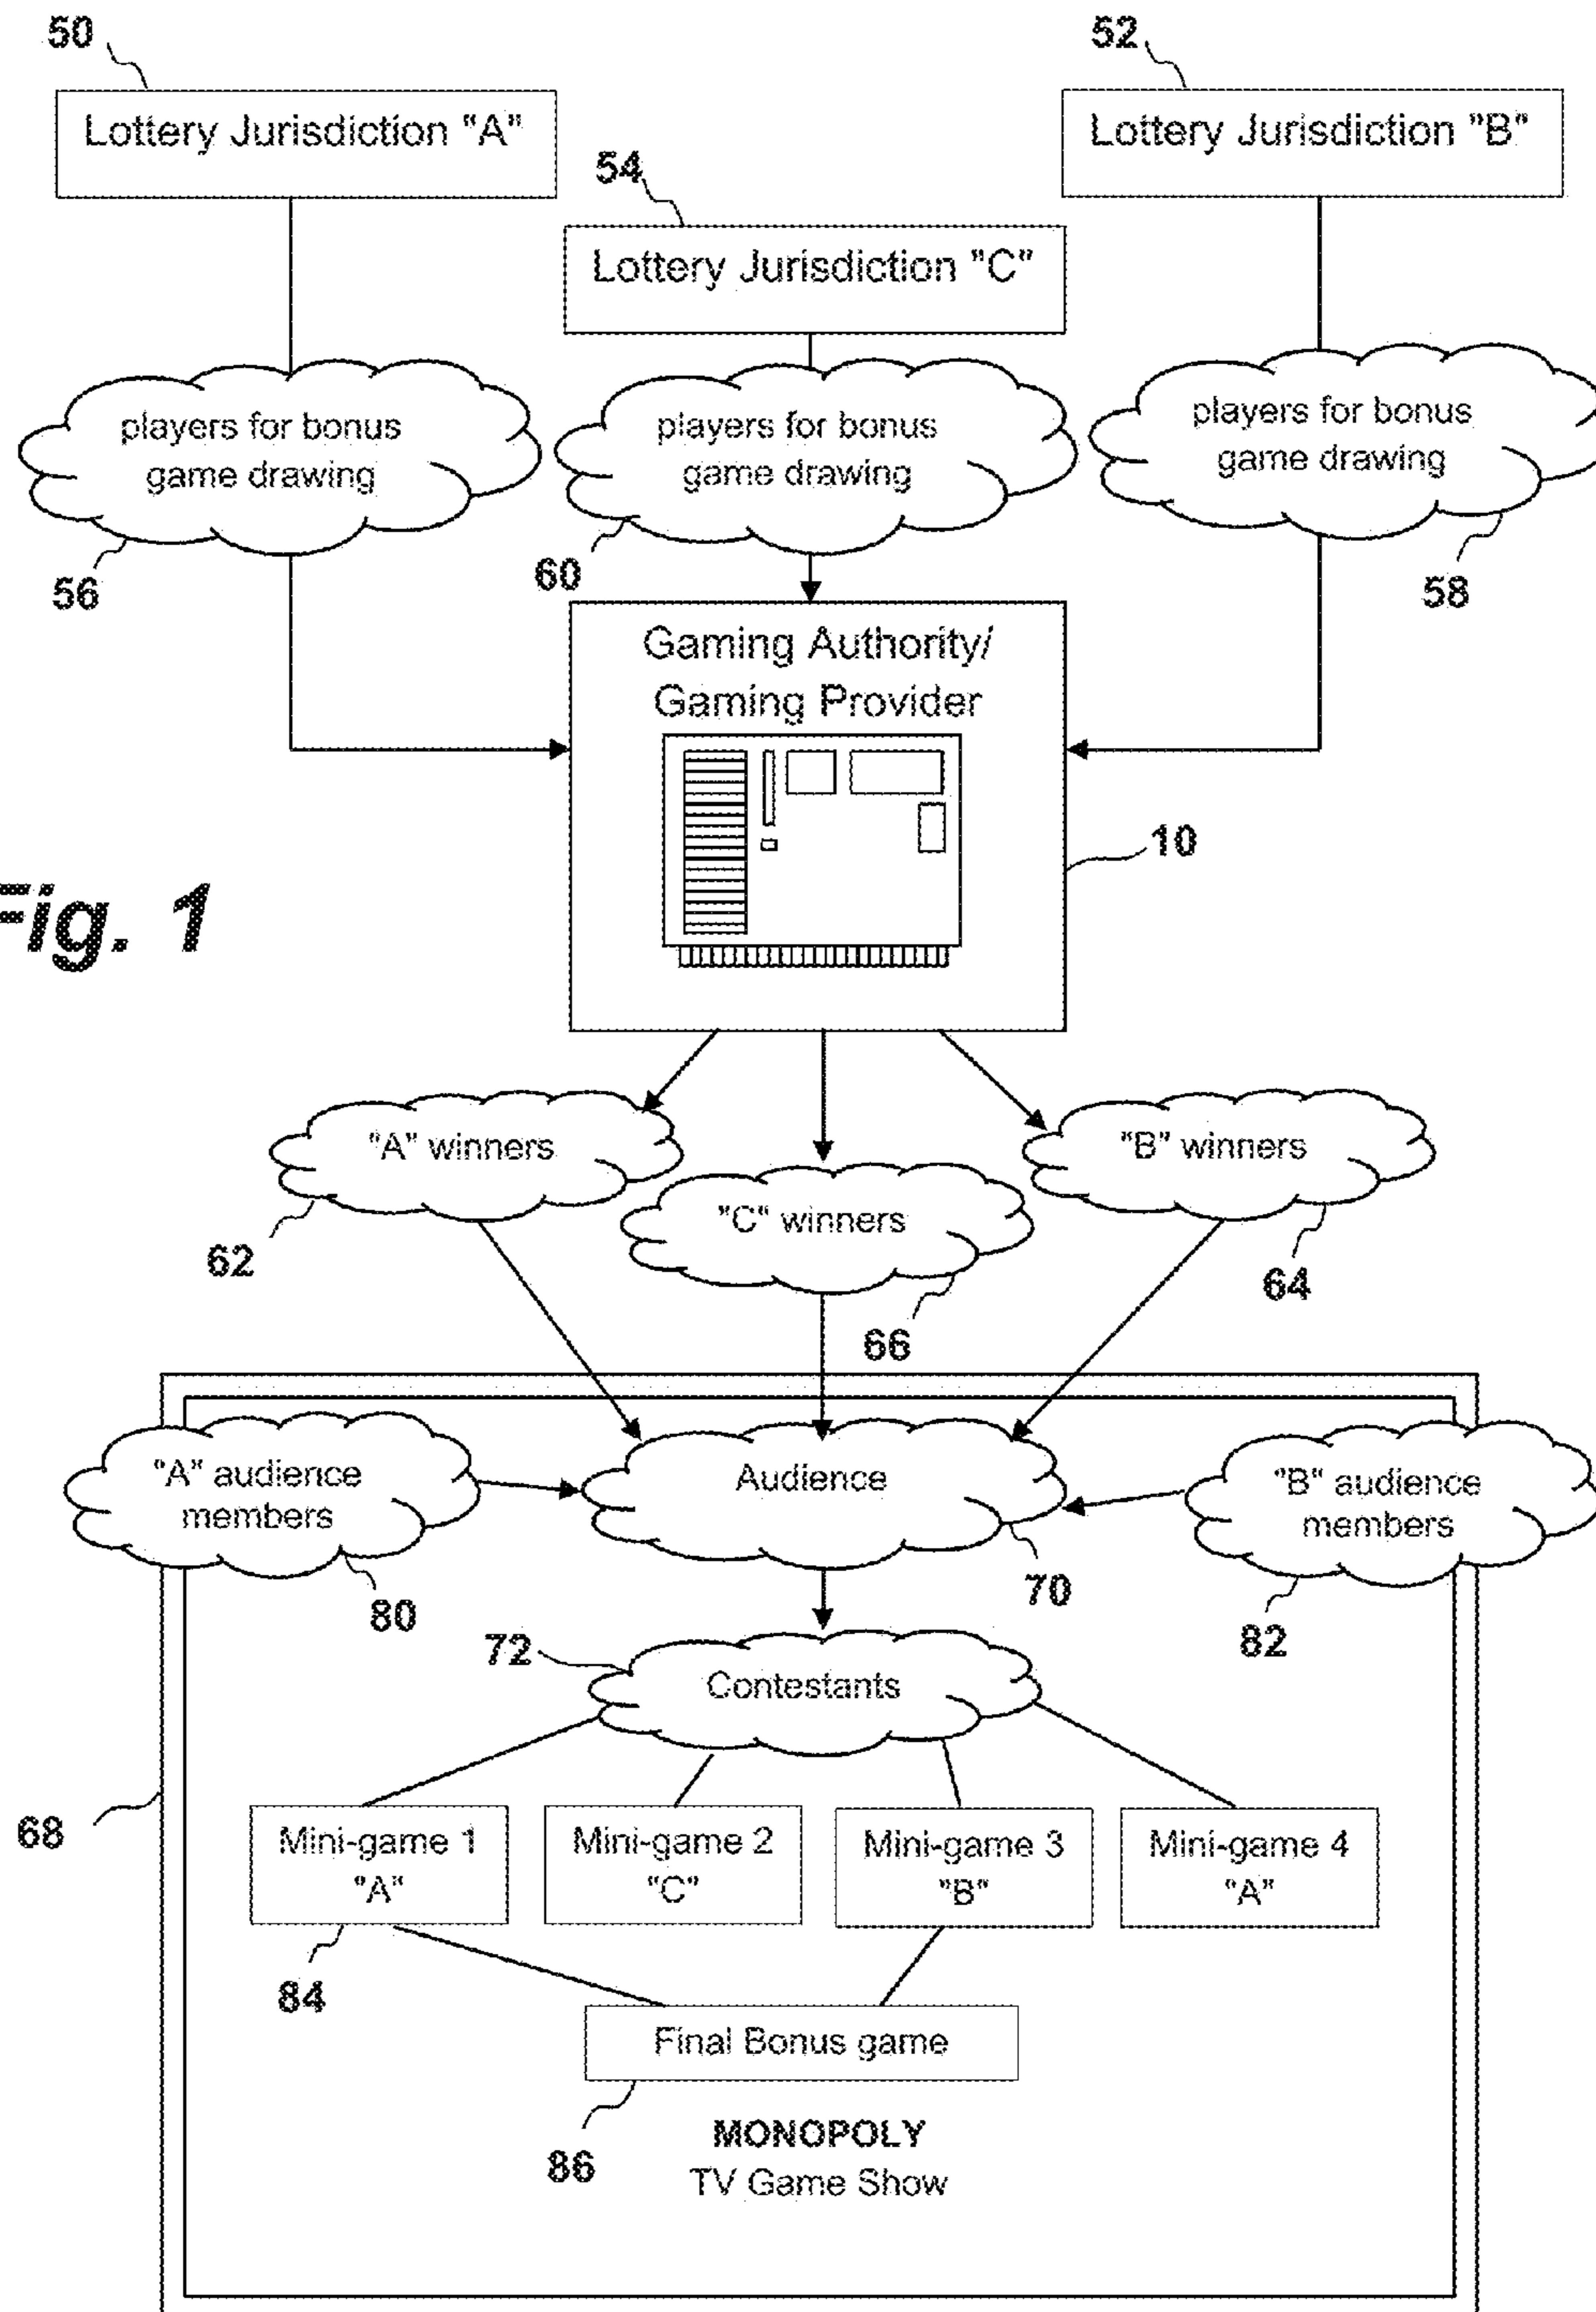 50
52
Lottery Jurisdiction "A"
Lottery Jurisdiction "B"
54
Lottery Jurisdiction "C"
players for bonus
game drawing
players for bonus
game drawing
players for bonus
game drawing
56
60
58
Gaming Authority/
Gaming Provider
10
Fig. 1
"A" winners
"B" winners
"C" winners
62
64
66
"A" audience
members
Audience
"B" audience
members
80
70
82
72
Contestants
68
Mini-game 1
"A"
Mini-game 2
"C"
Mini-game 3
"B"
Mini-game 4
"A"
84
Final Bonus game
86
MONOPOLY
TV Game Show